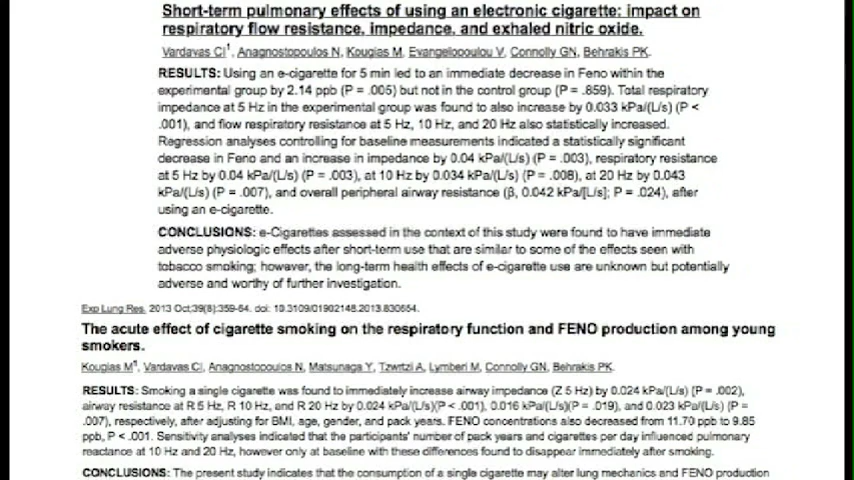 Short-term pulmonary effects of using an electronic cigarette: impact on
respiratory flow resistance, impedance, and exhaled nitric oxide.
Vardavas CI1, Anagnostopoulos N, Kougias M, Evangelopoulou V, Connolly GN, Behrakis PK.
RESULTS: Using an e-cigarette for 5 min led to an immediate decrease in Feno within the
experimental group by 2.14 ppb (P = .005) but not in the control group (P = .859). Total respiratory
impedance at 5 Hz in the experimental group was found to also increase by 0.033 kPa/(L/s) (P <
.001), and flow respiratory resistance at 5 Hz, 10 Hz, and 20 Hz also statistically increased.
Regression analyses controlling for baseline measurements indicated a statistically significant
decrease in Feno and an increase in impedance by 0.04 kPa/(L/s) (P = .003), respiratory resistance
at 5 Hz by 0.04 kPa/(L/s) (P = .003), at 10 Hz by 0.034 kPa/(L/s) (P = .008), at 20 Hz by 0.043
kPa/(L/s) (P = .007), and overall peripheral airway resistance (β, 0.042 kPa/[L/s]; P = .024), after
using an e-cigarette.
CONCLUSIONS: e-Cigarettes assessed in the context of this study were found to have immediate
adverse physiologic effects after short-term use that are similar to some of the effects seen with
tobacco smoking; however, the long-term health effects of e-cigarette use are unknown but potentially
adverse and worthy of further investigation.
Exp Lung Res. 2013 Oct;39(8):359-64. doi: 10.3109/01902148.2013.830654.
The acute effect of cigarette smoking on the respiratory function and FENO production among young
smokers.
Kougias M1, Vardavas CI, Anagnostopoulos N, Matsunaga Y, Tzwrtzi A, Lymberi M, Connolly GN, Behrakis PK.
RESULTS: Smoking a single cigarette was found to immediately increase airway impedance (Z 5 Hz) by 0.024 kPa/(L/s) (P = .002),
airway resistance at R 5 Hz, R 10 Hz, and R 20 Hz by 0.024 kPa/(L/s)(P < .001), 0.016 kPa/(L/s)(P = .019), and 0.023 kPa/(L/s) (P =
.007), respectively, after adjusting for BMI, age, gender, and pack years. FENO concentrations also decreased from 11.70 ppb to 9.85
ppb, P < .001. Sensitivity analyses indicated that the participants' number of pack years and cigarettes per day influenced pulmonary
reactance at 10 Hz and 20 Hz, however only at baseline with these differences found to disappear immediately after smoking.
CONCLUSIONS: The present study indicates that the consumption of a single cigarette may alter lung mechanics and FENO production